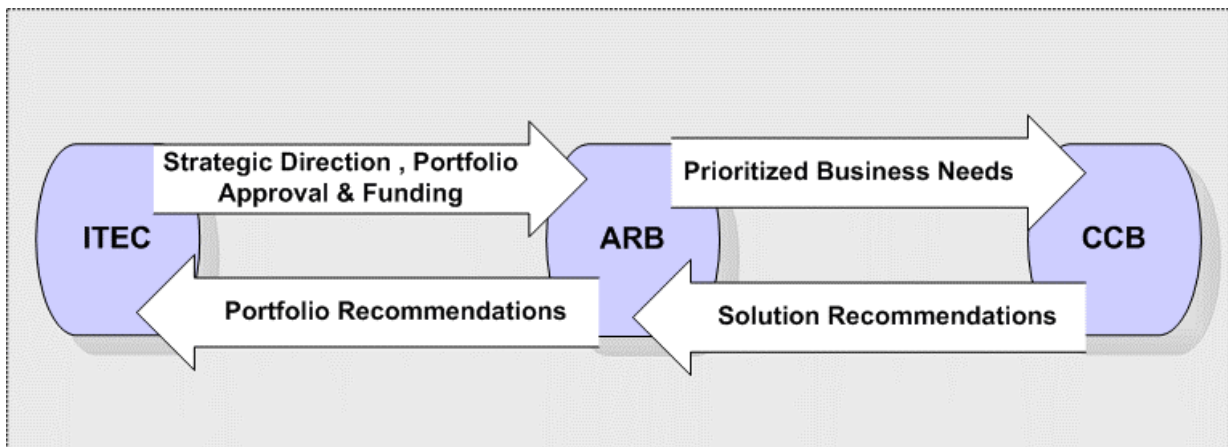 Strategic Direction , Portfolio
Approval & Funding
Prioritized Business Needs
ITEC
ARB
CCB
Portfolio Recommendations
Solution Recommendations